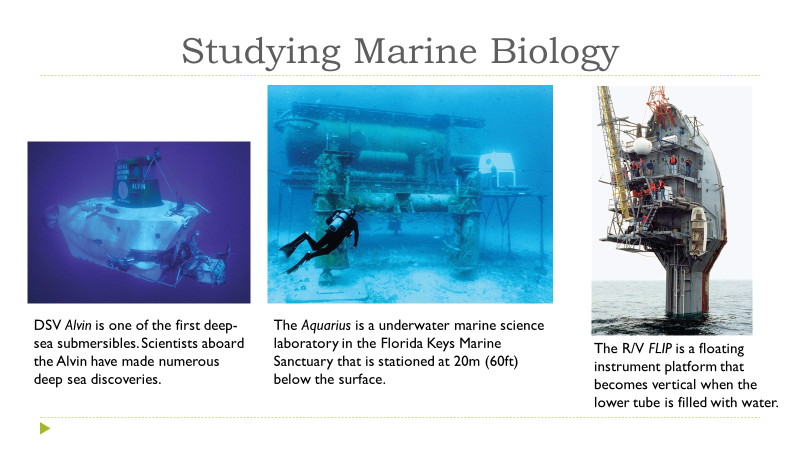 Studying Marine Biology
ALVIN
DSV Alvin is one of the first deep-
sea submersibles. Scientists aboard
the Alvin have made numerous
deep sea discoveries.
The Aquarius is a underwater marine science
laboratory in the Florida Keys Marine
Sanctuary that is stationed at 20m (60ft)
below the surface.
The R/V FLIP is a floating
instrument platform that
becomes vertical when the
lower tube is filled with water.